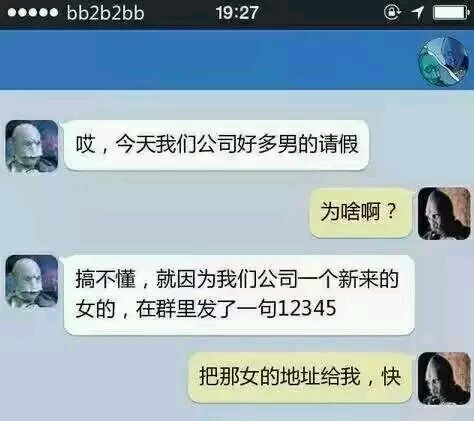 ●●●●● bb2b2bb 19:27
哎，今天我们公司好多男的请假
为啥啊？
搞不懂，就因为我们公司一个新来的
女的，在群里发了一句12345
把那女的地址给我，快